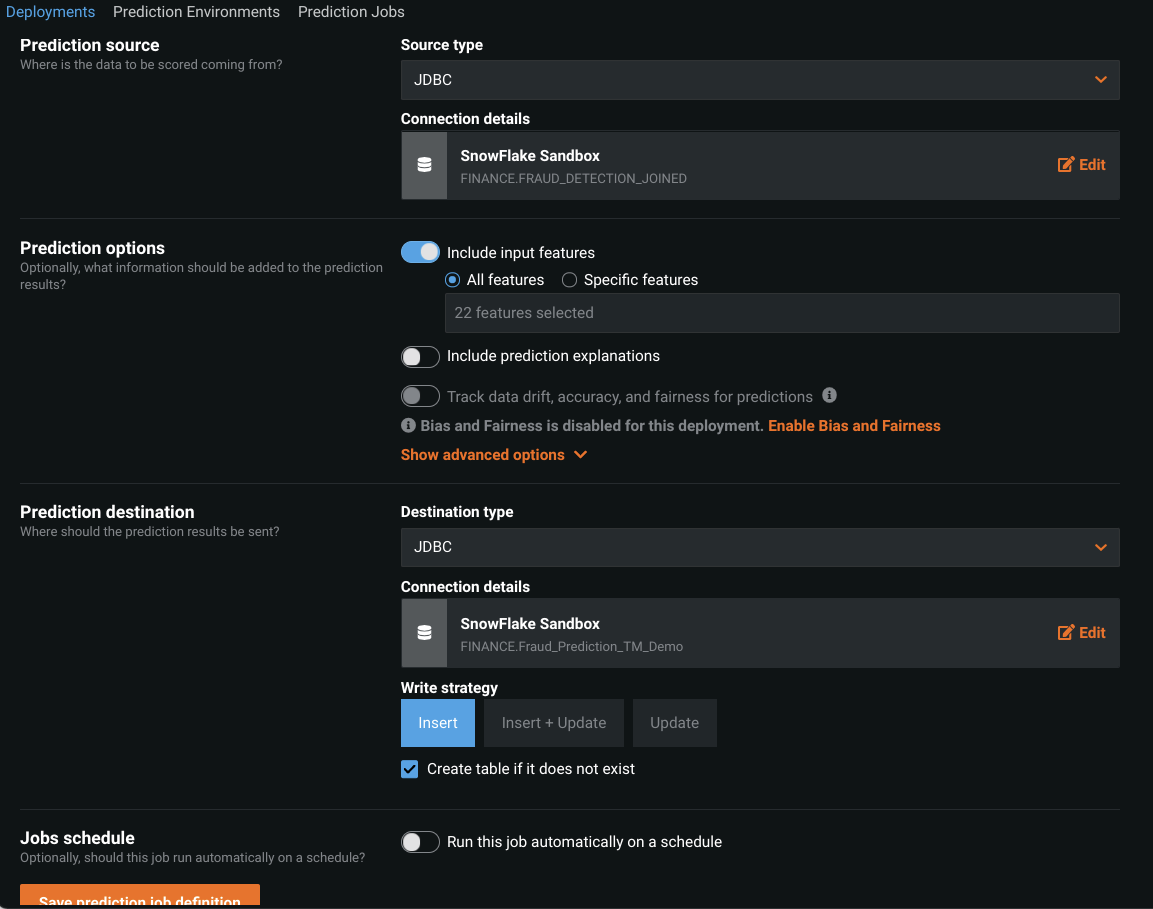 Deployments Prediction Environments Prediction Jobs
Prediction source
Where is the data to be scored coming from?
Source type
JDBC
Connection details
SnowFlake Sandbox
FINANCE.FRAUD_DETECTION_JOINED
Edit
Prediction options
Optionally, what information should be added to the prediction
results?
Include input features
All features Specific features
22 features selected
Include prediction explanations
Track data drift, accuracy, and fairness for predictions
Bias and Fairness is disabled for this deployment. Enable Bias and Fairness
Show advanced options
Prediction destination
Where should the prediction results be sent?
Destination type
JDBC
Connection details
SnowFlake Sandbox
FINANCE.Fraud_Prediction_TM_Demo
Edit
Write strategy
Insert Insert + Update Update
Create table if it does not exist
Jobs schedule
Optionally, should this job run automatically on a schedule?
Run this job automatically on a schedule
Save prediction job definition